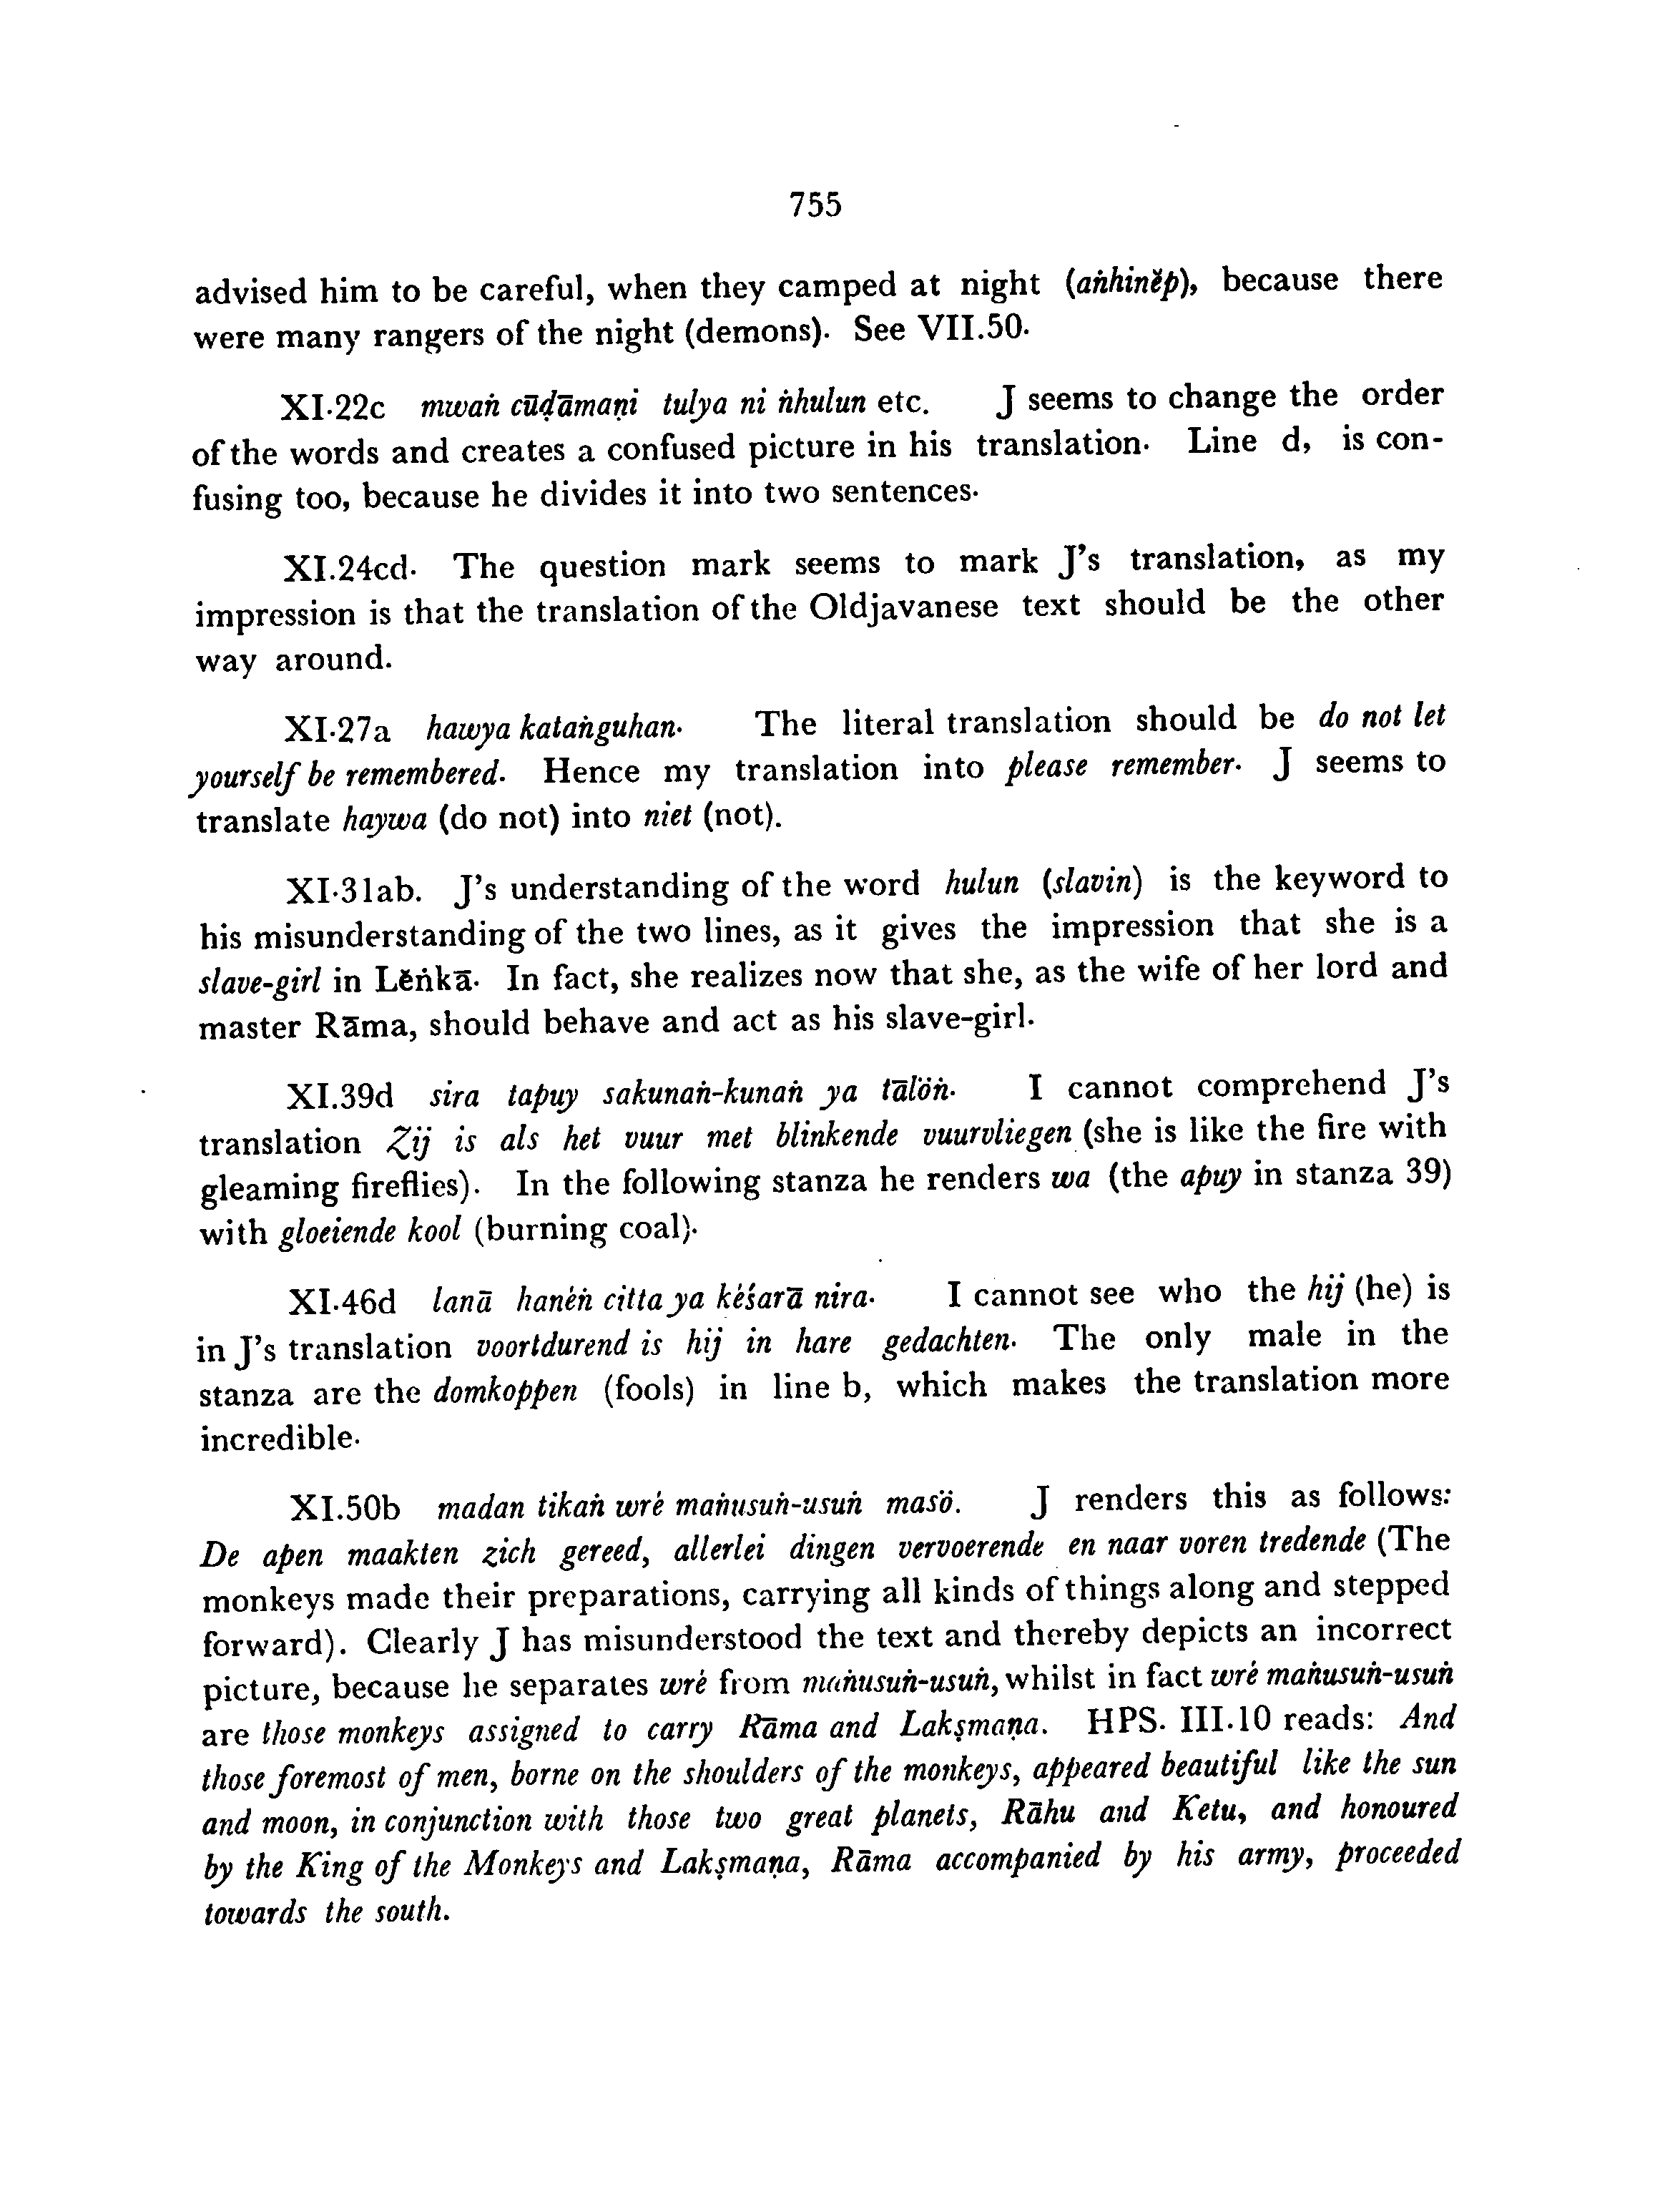 755
advised him to be careful, when they camped at night (aṅhinĕp), because there
were many rangers of the night (demons). See VII.50.
XI.22c mwaṅ cūḍāmaṇi tulya ni ṅhulun etc. J seems to change the order
of the words and creates a confused picture in his translation. Line d, is con-
fusing too, because he divides it into two sentences.
XI.24cd. The question mark seems to mark J's translation, as my
impression is that the translation of the Oldjavanese text should be the other
way around.
XI.27a hawya kataṅguhan. The literal translation should be do not let
yourself be remembered. Hence my translation into please remember. J seems to
translate haywa (do not) into niet (not).
XI.31ab. J's understanding of the word hulun (slavin) is the keyword to
his misunderstanding of the two lines, as it gives the impression that she is a
slave-girl in Lĕṅkā. In fact, she realizes now that she, as the wife of her lord and
master Rāma, should behave and act as his slave-girl.
XI.39d sira tapuy sakunaṅ-kunaṅ ya tālöṅ. I cannot comprehend J's
translation Zij is als het vuur met blinkende vuurvliegen (she is like the fire with
gleaming fireflies). In the following stanza he renders wa (the apuy in stanza 39)
with gloeiende kool (burning coal).
XI.46d lanā hanéṅ citta ya késarā nira. I cannot see who the hij (he) is
in J's translation voortdurend is hij in hare gedachten. The only male in the
stanza are the domkoppen (fools) in line b, which makes the translation more
incredible.
XI.50b madan tikaṅ wré maṅusuṅ-usuṅ masö. J renders this as follows:
De apen maakten zich gereed, allerlei dingen vervoerende en naar voren tredende (The
monkeys made their preparations, carrying all kinds of things along and stepped
forward). Clearly J has misunderstood the text and thereby depicts an incorrect
picture, because he separates wré from maṅusuṅ-usuṅ, whilst in fact wré maṅusuṅ-usuṅ
are those monkeys assigned to carry Rāma and Lakṣmaṇa. HPS. III.10 reads: And
those foremost of men, borne on the shoulders of the monkeys, appeared beautiful like the sun
and moon, in conjunction with those two great planets, Rāhu and Ketu, and honoured
by the King of the Monkeys and Lakṣmaṇa, Rāma accompanied by his army, proceeded
towards the south.